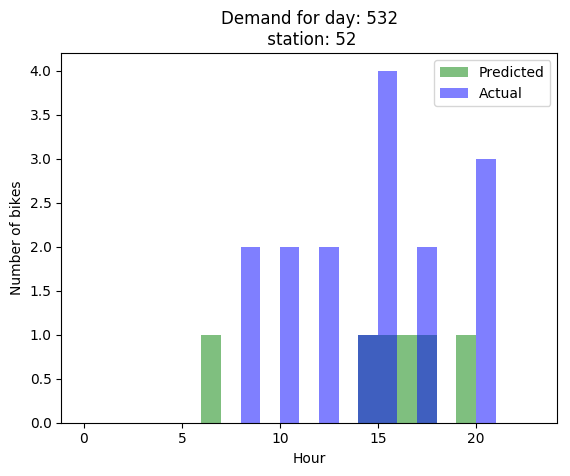 Demand for day: 532
station: 52
Predicted
Actual
Number of bikes
4.0
3.5
3.0
2.5
2.0
1.5
1.0
0.5
0.0
0 5 10 15 20
Hour